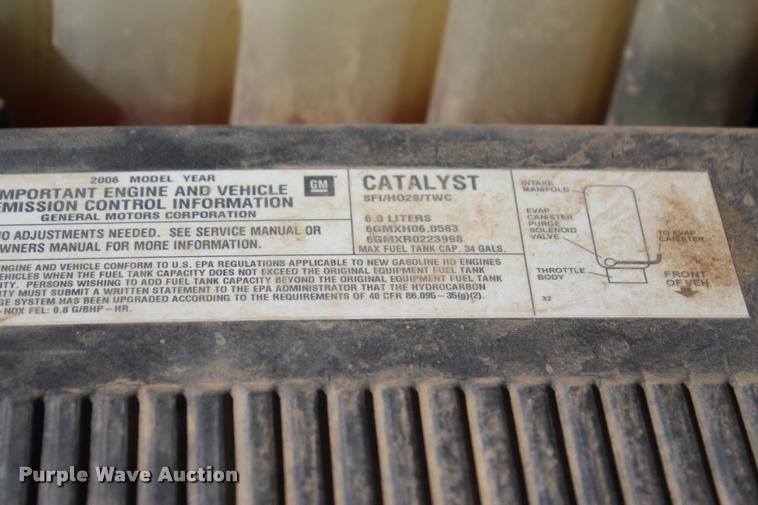 2006 MODEL YEAR
IMPORTANT ENGINE AND VEHICLE
EMISSION CONTROL INFORMATION
GENERAL MOTORS CORPORATION
GM
NO ADJUSTMENTS NEEDED. SEE SERVICE MANUAL OR
OWNERS MANUAL FOR MORE INFORMATION.
CATALYST
SFI/HO2S/TWC
6.0 LITERS
6GMXH06.0583
6GMXR0223998
MAX FUEL TANK CAP. 34 GALS.
ENGINE AND VEHICLE CONFORM TO U.S. EPA REGULATIONS APPLICABLE TO NEW GASOLINE HD ENGINES
VEHICLES WHEN THE FUEL TANK CAPACITY DOES NOT EXCEED THE ORIGINAL EQUIPMENT FUEL TANK
PERSONS WISHING TO ADD FUEL TANK CAPACITY BEYOND THE ORIGINAL EQUIPMENT FUEL TANK
MUST SUBMIT A WRITTEN STATEMENT TO THE EPA ADMINISTRATOR THAT THE HYDROCARBON
SYSTEM HAS BEEN UPGRADED ACCORDING TO THE REQUIREMENTS OF 40 CFR 86.095-35(g)(2).
-NOX FEL: 0.8 G/BHP-HR.
INTAKE
MANIFOLD
EVAP
CANISTER
PURGE
SOLENOID
VALVE
TO EVAP
CANISTER
THROTTLE
BODY
FRONT
OF VEH
32
Purple Wave Auction